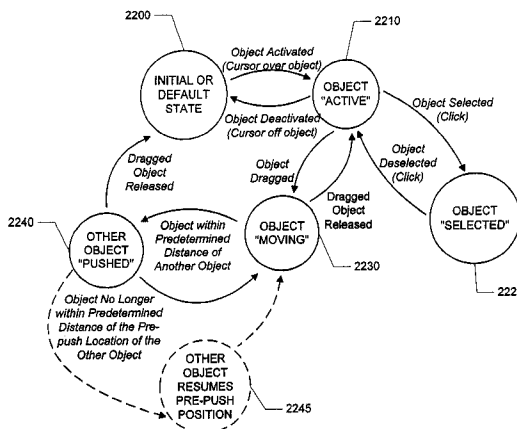 2200
2210
INITIAL OR
DEFAULT
STATE
Object Activated
(Cursor over object)
Object Deactivated
(Cursor off object)
OBJECT
"ACTIVE"
Object Selected
(Click)
Object
Deselected
(Click)
Object
Dragged
Dragged
Object
Released
Dragged
Object
Released
2240
OTHER
OBJECT
"PUSHED"
Object within
Predetermined
Distance of
Another Object
OBJECT
"MOVING"
2230
OBJECT
"SELECTED"
222
Object No Longer
within Predetermined
Distance of the Pre-
push Location of the
Other Object
OTHER
OBJECT
RESUMES
PRE-PUSH
POSITION
2245